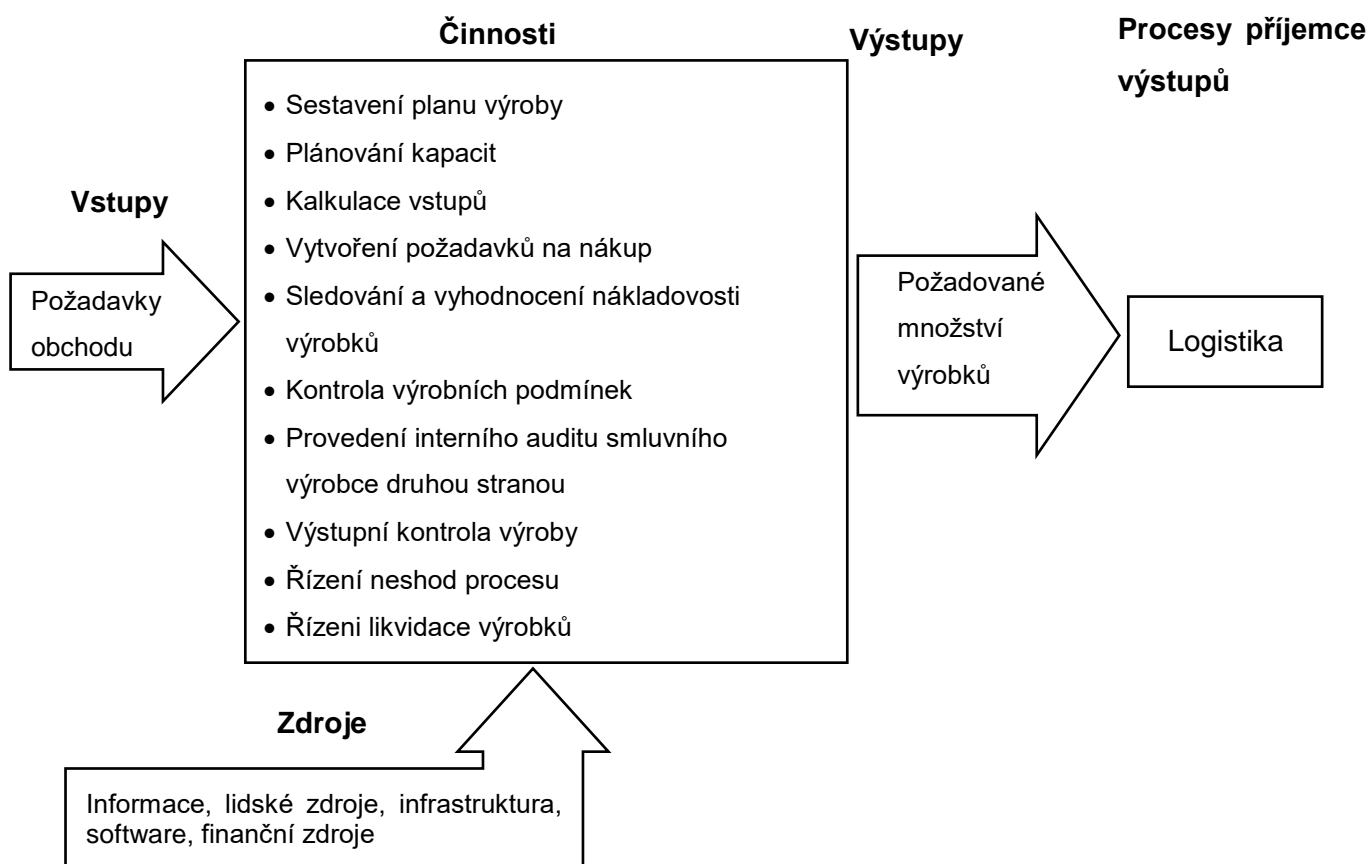 Činnosti
Výstupy
Procesy příjemce
výstupů
Vstupy
Požadavky
obchodu
• Sestavení planu výroby
• Plánování kapacit
• Kalkulace vstupů
• Vytvoření požadavků na nákup
• Sledování a vyhodnocení nákladovosti
výrobků
• Kontrola výrobních podmínek
• Provedení interního auditu smluvního
výrobce druhou stranou
• Výstupní kontrola výroby
• Řízení neshod procesu
• Řízeni likvidace výrobků
Požadované
množství
výrobků
Logistika
Zdroje
Informace, lidské zdroje, infrastruktura,
software, finanční zdroje